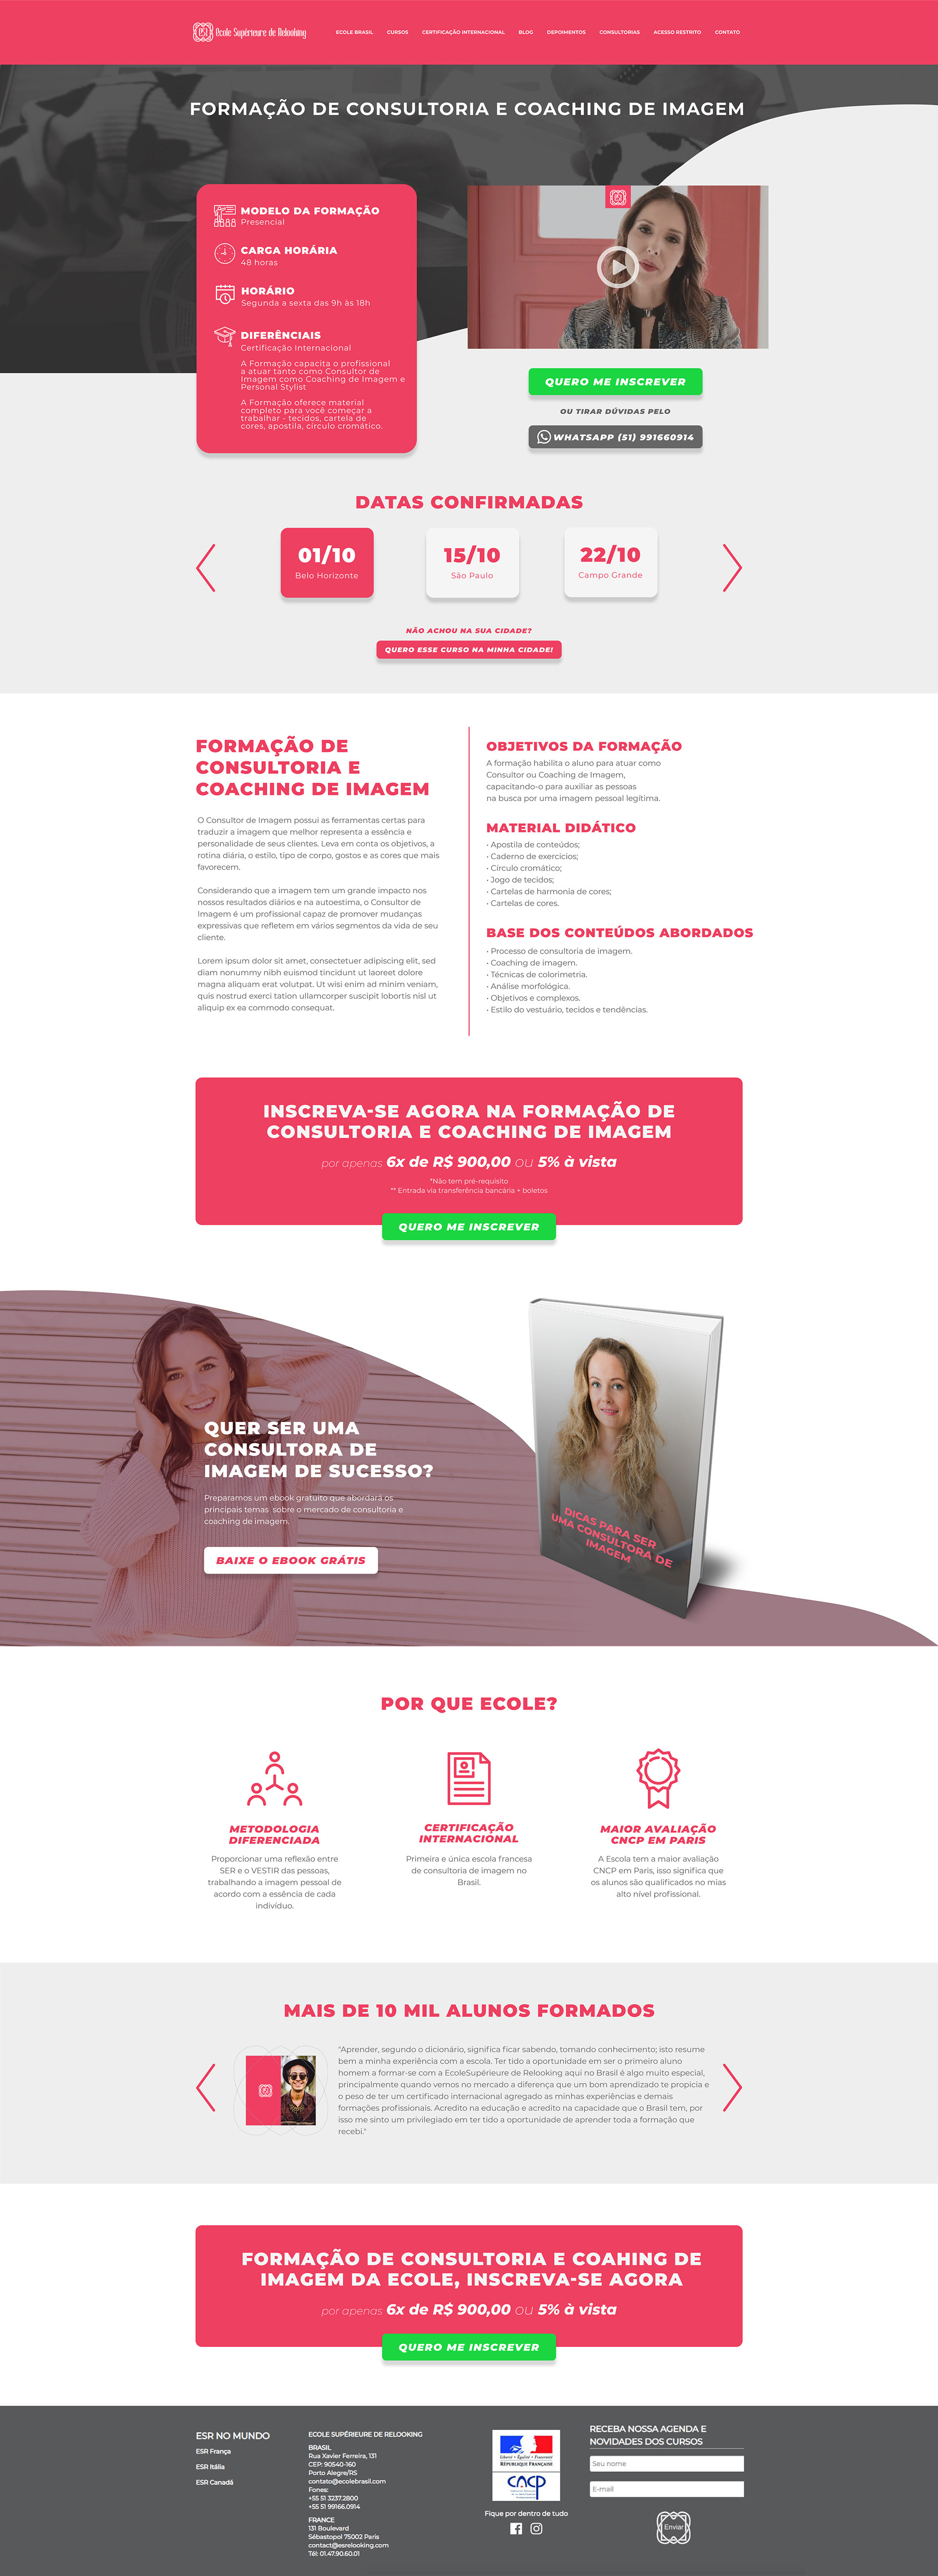 Ecole Supérieure de Relooking
ECOLE BRASIL
CURSOS
CERTIFICAÇÃO INTERNACIONAL
BLOG
DEPOIMENTOS
CONSULTORIAS
ACESSO RESTRITO
CONTATO
FORMAÇÃO DE CONSULTORIA E COACHING DE IMAGEM
MODELO DA FORMAÇÃO
Presencial
CARGA HORÁRIA
48 horas
HORÁRIO
Segunda a sexta das 9h às 18h
DIFERÊNCIAIS
Certificação Internacional
A Formação capacita o profissional
a atuar tanto como Consultor de
Imagem como Coaching de Imagem e
Personal Stylist
A Formação oferece material
completo para você começar a
trabalhar - tecidos, cartela de
cores, apostila, círculo cromático.
QUERO ME INSCREVER
OU TIRAR DÚVIDAS PELO
WHATSAPP (51) 991660914
DATAS CONFIRMADAS
01/10
Belo Horizonte
15/10
São Paulo
22/10
Campo Grande
NÃO ACHOU NA SUA CIDADE?
QUERO ESSE CURSO NA MINHA CIDADE!
FORMAÇÃO DE
CONSULTORIA E
COACHING DE IMAGEM
O Consultor de Imagem possui as ferramentas certas para
traduzir a imagem que melhor representa a essência e
personalidade de seus clientes. Leva em conta os objetivos, a
rotina diária, o estilo, tipo de corpo, gostos e as cores que mais
favorecem.
Considerando que a imagem tem um grande impacto nos
nossos resultados diários e na autoestima, o Consultor de
Imagem é um profissional capaz de promover mudanças
expressivas que refletem em vários segmentos da vida de seu
cliente.
Lorem ipsum dolor sit amet, consectetuer adipiscing elit, sed
diam nonummy nibh euismod tincidunt ut laoreet dolore
magna aliquam erat volutpat. Ut wisi enim ad minim veniam,
quis nostrud exerci tation ullamcorper suscipit lobortis nisl ut
aliquip ex ea commodo consequat.
OBJETIVOS DA FORMAÇÃO
A formação habilita o aluno para atuar como
Consultor ou Coaching de Imagem,
capacitando-o para auxiliar as pessoas
na busca por uma imagem pessoal legítima.
MATERIAL DIDÁTICO
• Apostila de conteúdos;
• Caderno de exercícios;
• Círculo cromático;
• Jogo de tecidos;
• Cartelas de harmonia de cores;
• Cartelas de cores.
BASE DOS CONTEÚDOS ABORDADOS
• Processo de consultoria de imagem.
• Coaching de imagem.
• Técnicas de colorimetria.
• Análise morfológica.
• Objetivos e complexos.
• Estilo do vestuário, tecidos e tendências.
INSCREVA-SE AGORA NA FORMAÇÃO DE
CONSULTORIA E COACHING DE IMAGEM
por apenas 6x de R$ 900,00 OU 5% à vista
*Não tem pré-requisito
** Entrada via transferência bancária + boletos
QUERO ME INSCREVER
QUER SER UMA
CONSULTORA DE
IMAGEM DE SUCESSO?
Preparamos um ebook gratuito que abordará os
principais temas sobre o mercado de consultoria e
coaching de imagem.
BAIXE O EBOOK GRÁTIS
DICAS PARA SER
UMA CONSULTORA DE
IMAGEM
POR QUE ECOLE?
METODOLOGIA
DIFERENCIADA
Proporcionar uma reflexão entre
SER e o VESTIR das pessoas,
trabalhando a imagem pessoal de
acordo com a essência de cada
indivíduo.
CERTIFICAÇÃO
INTERNACIONAL
Primeira e única escola francesa
de consultoria de imagem no
Brasil.
MAIOR AVALIAÇÃO
CNCP EM PARIS
A Escola tem a maior avaliação
CNCP em Paris, isso significa que
os alunos são qualificados no mias
alto nível profissional.
MAIS DE 10 MIL ALUNOS FORMADOS
"Aprender, segundo o dicionário, significa ficar sabendo, tomando conhecimento; isto resume
bem a minha experiência com a escola. Ter tido a oportunidade em ser o primeiro aluno
homem a formar-se com a EcoleSupérieure de Relooking aqui no Brasil é algo muito especial,
principalmente quando vemos no mercado a diferença que um bom aprendizado te propicia e
o peso de ter um certificado internacional agregado as minhas experiências e demais
formações profissionais. Acredito na educação e acredito na capacidade que o Brasil tem, por
isso me sinto um privilegiado em ter tido a oportunidade de aprender toda a formação que
recebi."
FORMAÇÃO DE CONSULTORIA E COAHING DE
IMAGEM DA ECOLE, INSCREVA-SE AGORA
por apenas 6x de R$ 900,00 OU 5% à vista
QUERO ME INSCREVER
ESR NO MUNDO
ESR França
ESR Itália
ESR Canadá
ECOLE SUPÉRIEURE DE RELOOKING
BRASIL
Rua Xavier Ferreira, 131
CEP: 90540-160
Porto Alegre/RS
contato@ecolebrasil.com
Fones:
+55 51 3237.2800
+55 51 99166.0914
FRANCE
131 Boulevard
Sébastopol 75002 Paris
contact@esrelooking.com
Tél: 01.47.90.60.01
Liberté • Égalité • Fraternité
RÉPUBLIQUE FRANÇAISE
cncp
Fique por dentro de tudo
RECEBA NOSSA AGENDA E
NOVIDADES DOS CURSOS
Seu nome
E-mail
Enviar